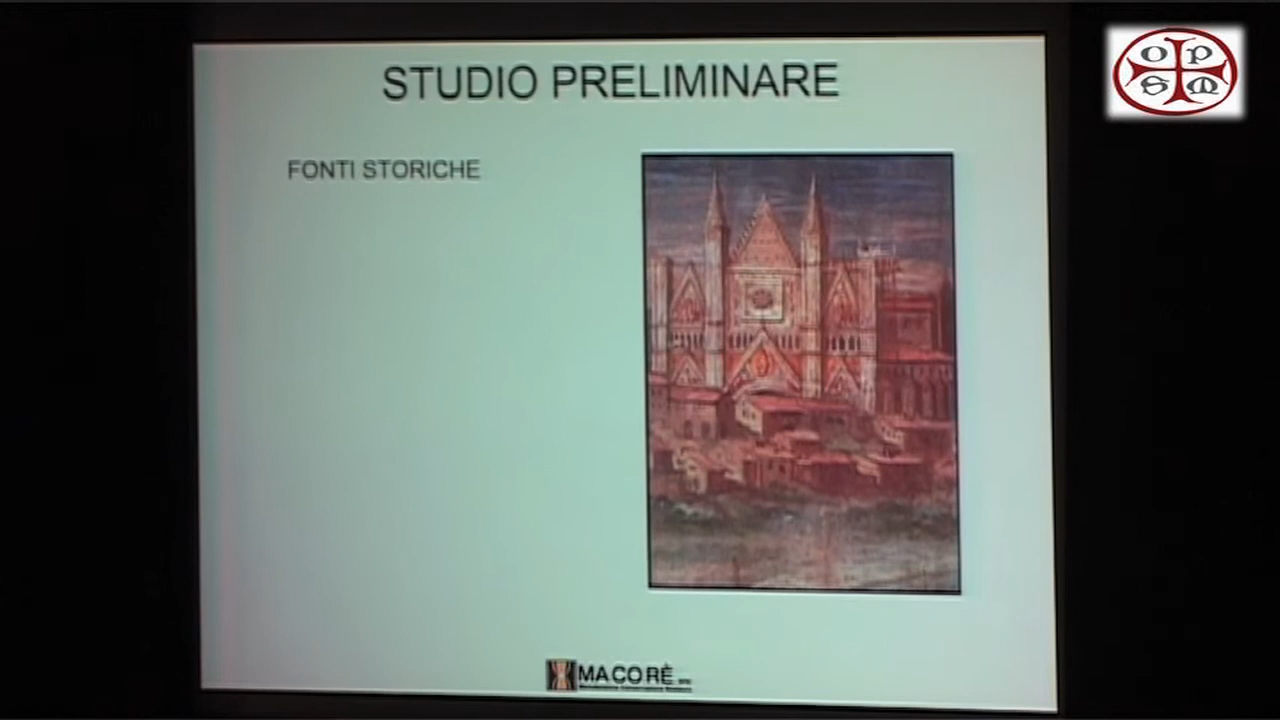 STUDIO PRELIMINARE
O P
S M
FONTI STORICHE
MACORÈ